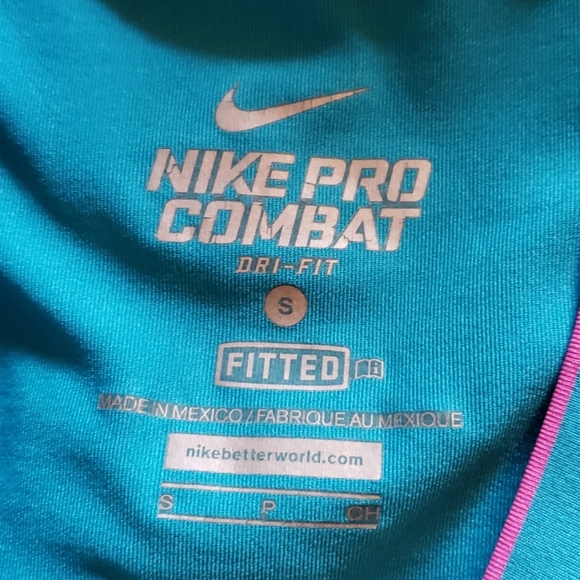 NIKE PRO
COMBAT
DRI-FIT
S
FITTED
MADE IN MEXICO / FABRIQUE AU MEXIQUE
nikebetterworld.com
S P CH